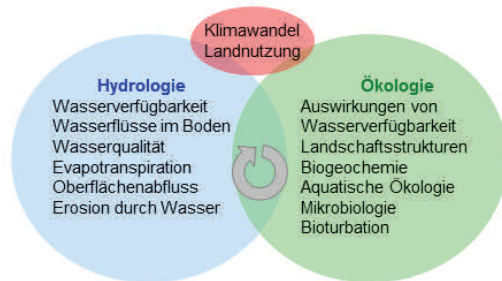 Klimawandel
Landnutzung
Hydrologie
Wasserverfügbarkeit
Wasserflüsse im Boden
Wasserqualität
Evapotranspiration
Oberflächenabfluss
Erosion durch Wasser
Ökologie
Auswirkungen von
Wasserverfügbarkeit
Landschaftsstrukturen
Biogeochemie
Aquatische Ökologie
Mikrobiologie
Bioturbation